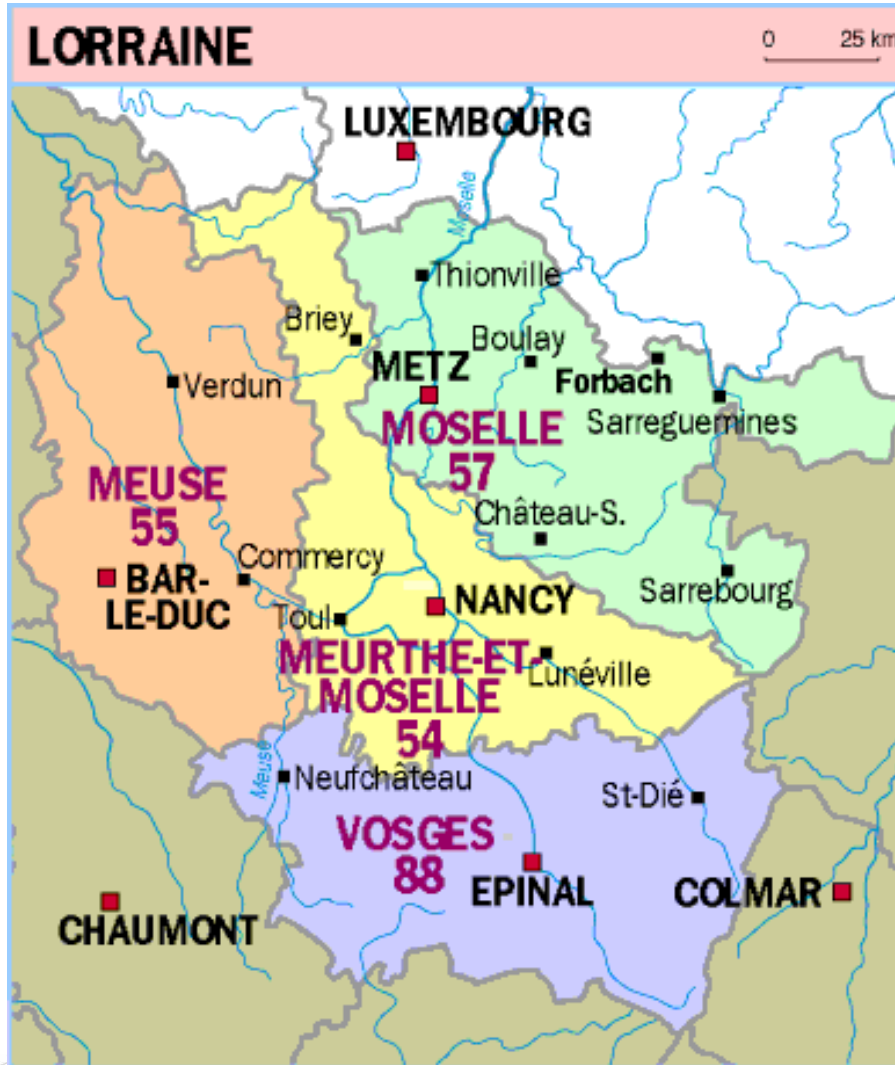 LORRAINE
0 25 km
LUXEMBOURG
Moselle
Thionville
Briey
Boulay
METZ
Forbach
Verdun
Sarreguemines
MOSELLE
57
MEUSE
55
Château-S.
Commercy
BAR-
LE-DUC
Sarrebourg
NANCY
Toul
MEURTHE-ET-
MOSELLE
54
Lunéville
Meuse
Neufchâteau
St-Dié
VOSGES
88
EPINAL
COLMAR
CHAUMONT